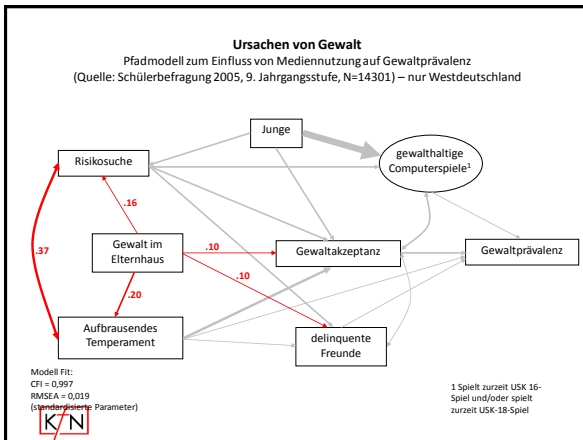 Ursachen von Gewalt
Pfadmodell zum Einfluss von Mediennutzung auf Gewaltprävalenz
(Quelle: Schülerbefragung 2005, 9. Jahrgangsstufe, N=14301) – nur Westdeutschland
Junge
gewalthaltige
Computerspiele¹
Risikosuche
.16
Gewalt im
Elternhaus
.10
Gewaltakzeptanz
Gewaltprävalenz
.37
.10
.20
Aufbrausendes
Temperament
delinquente
Freunde
Modell Fit:
CFI = 0,997
RMSEA = 0,019
(standardisierte Parameter)
1 Spielt zurzeit USK 16-
Spiel und/oder spielt
zurzeit USK-18-Spiel
KFN